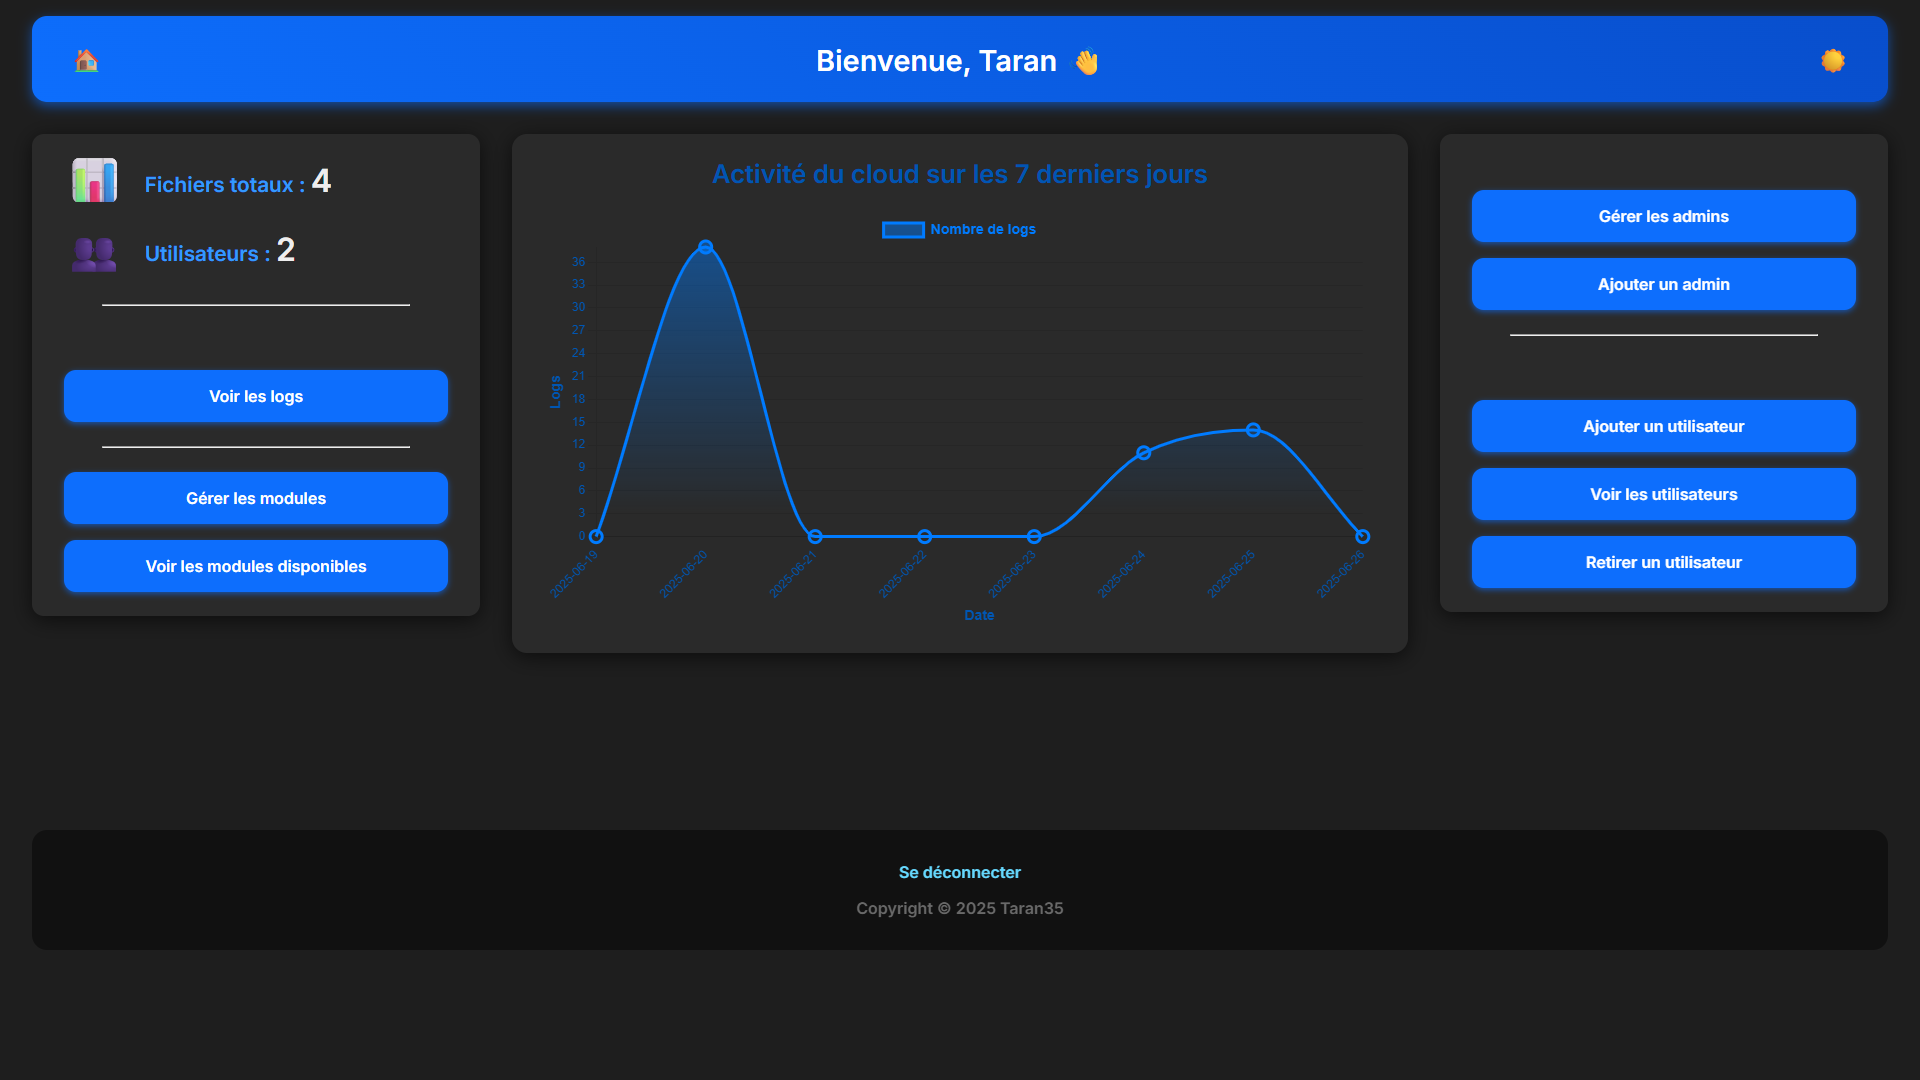 Bienvenue, Taran 👋
Fichiers totaux : 4
Utilisateurs : 2
Voir les logs
Gérer les modules
Voir les modules disponibles
Activité du cloud sur les 7 derniers jours
Nombre de logs
Logs
36
33
30
27
24
21
18
15
12
9
6
3
0
2025-06-19
2025-06-20
2025-06-21
2025-06-22
2025-06-23
2025-06-24
2025-06-25
2025-06-26
Date
Gérer les admins
Ajouter un admin
Ajouter un utilisateur
Voir les utilisateurs
Retirer un utilisateur
Se déconnecter
Copyright © 2025 Taran35